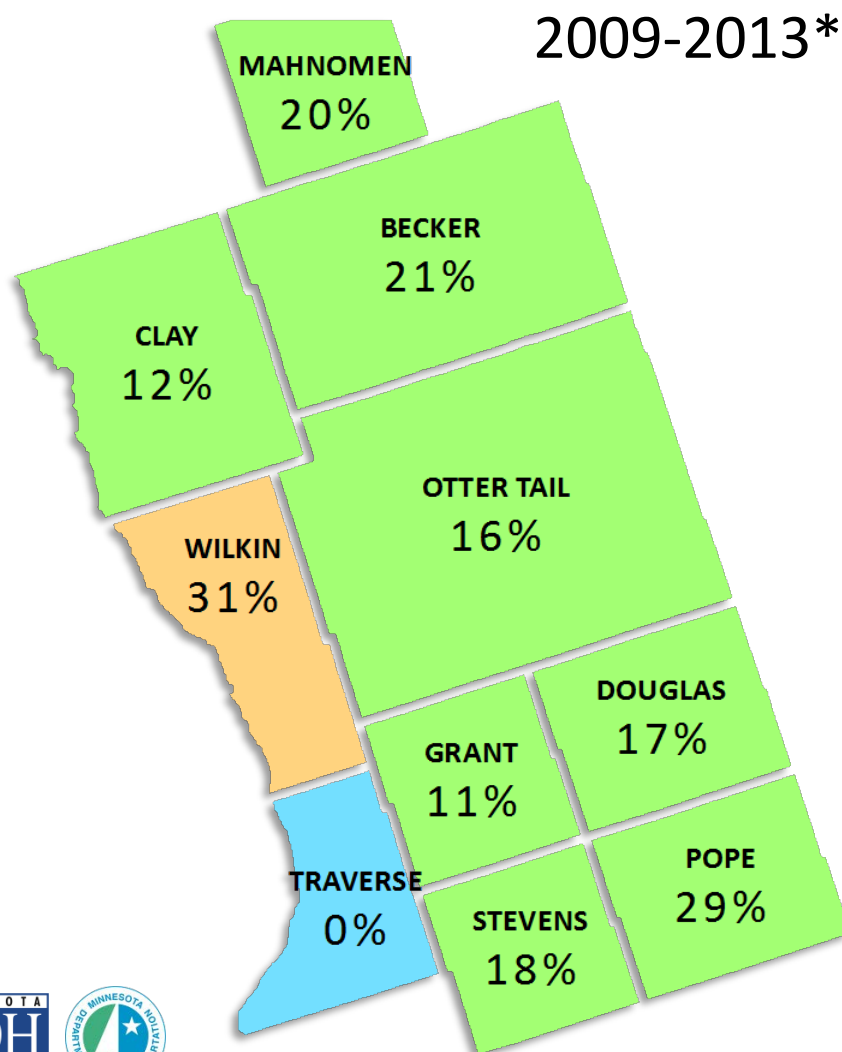 2009-2013*
MAHNOMEN
20%
BECKER
21%
CLAY
12%
OTTER TAIL
16%
WILKIN
31%
DOUGLAS
17%
GRANT
11%
POPE
29%
TRAVERSE
0%
STEVENS
18%
MINNESOTA